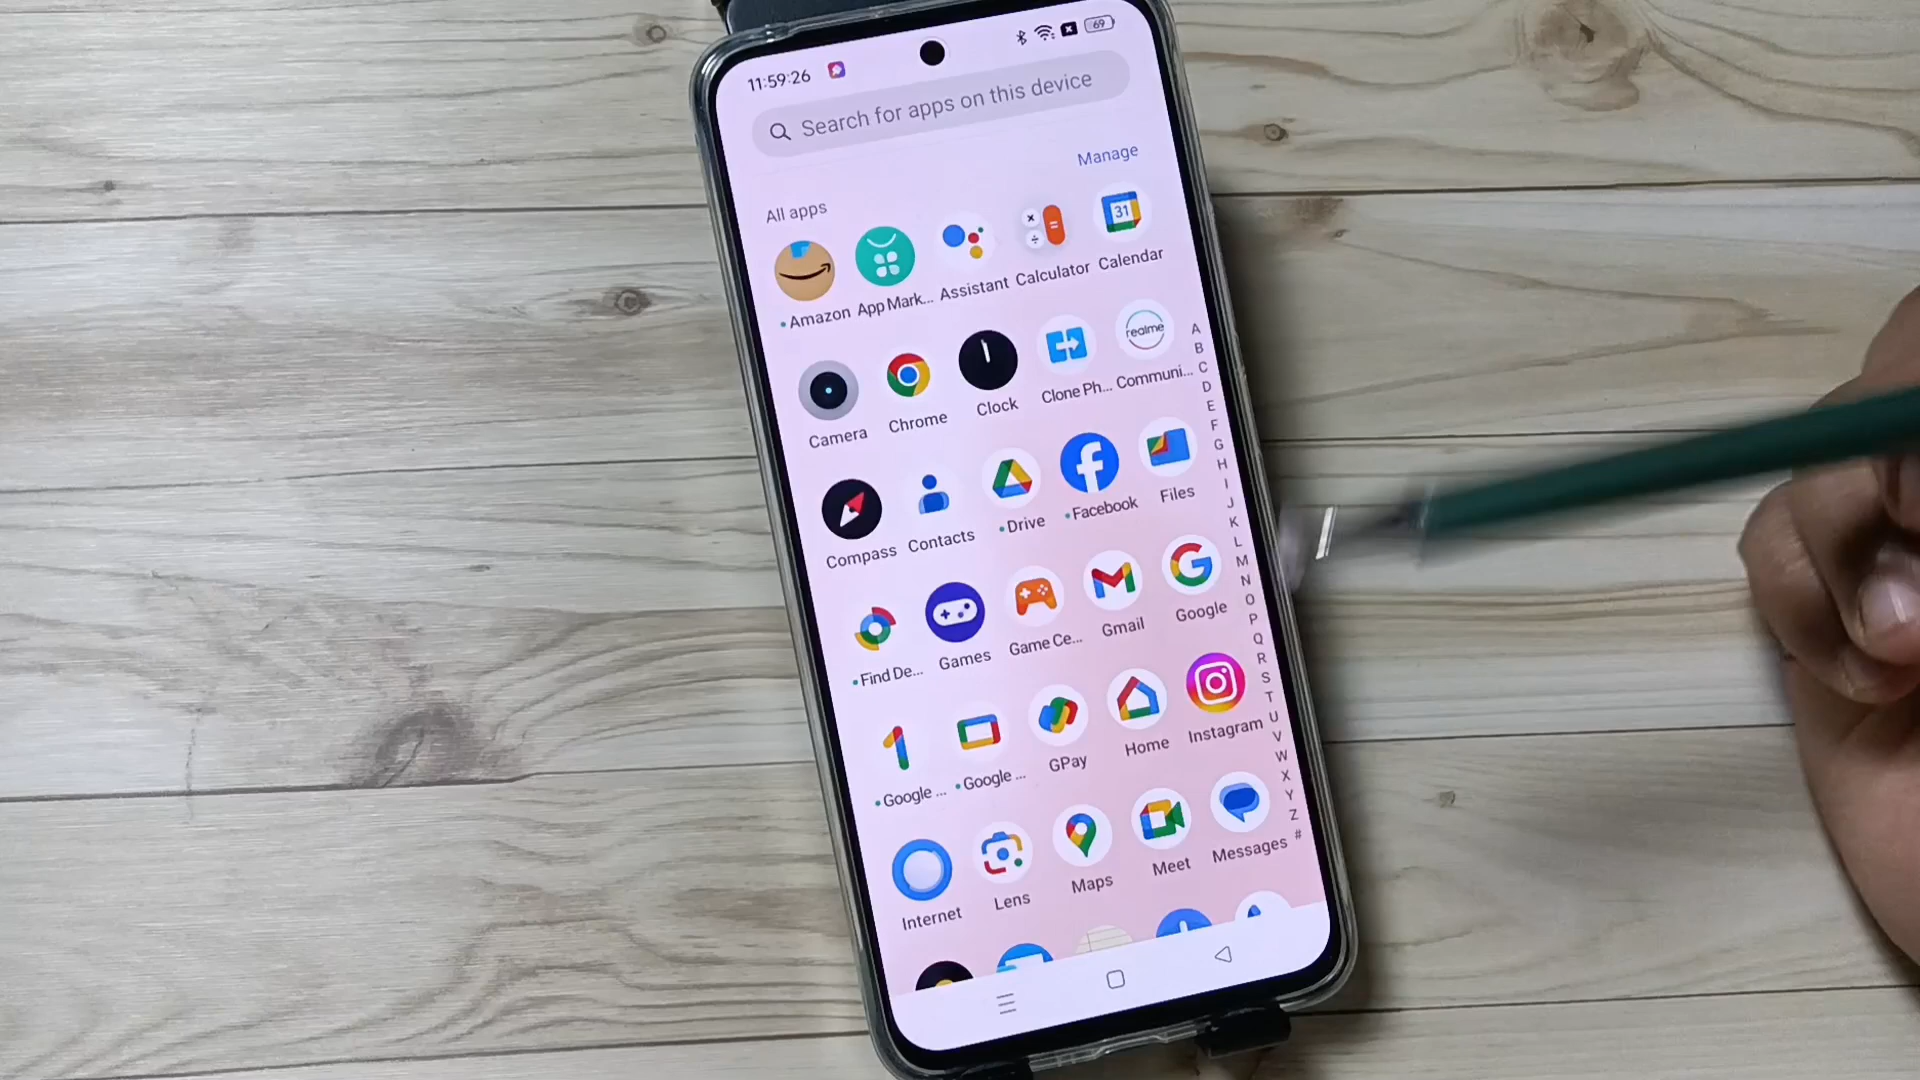 11:59:26 69
Search for apps on this device
Manage
All apps
31
Amazon App Mark... Assistant Calculator Calendar
realme
Camera Chrome Clock Clone Ph... Communi...
Compass Contacts Drive Facebook Files
Find De... Games Game Ce... Gmail Google
Google ... Google ... GPay Home Instagram
Internet Lens Maps Meet Messages
A
B
C
D
E
F
G
H
I
J
K
L
M
N
O
P
Q
R
S
T
U
V
W
X
Y
Z
#